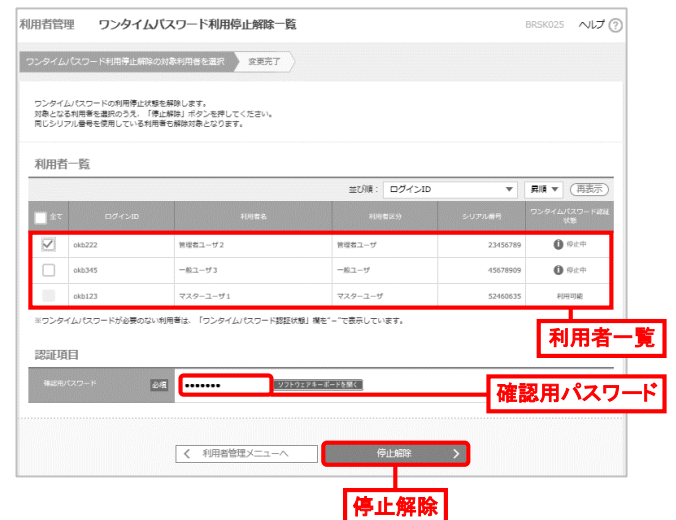 利用者管理 ワンタイムパスワード利用停止解除一覧 BRSK025 ヘルプ ?
ワンタイムパスワード利用停止解除の対象利用者を選択 変更完了
ワンタイムパスワードの利用停止状態を解除します。
対象となる利用者を選択のうえ、「停止解除」ボタンを押してください。
同じシリアル番号を使用している利用者も解除対象となります。
利用者一覧
並び順： ログインID ▼ 昇順 ▼ 再表示
全て ログインID 利用者名 利用者区分 シリアル番号 ワンタイムパスワード認証状態
okb222 管理者ユーザ2 管理者ユーザ 23456789 停止中
okb345 一般ユーザ3 一般ユーザ 45678909 停止中
okb123 マスターユーザ1 マスターユーザ 52460635 利用可能
※ワンタイムパスワードが必要のない利用者は、「ワンタイムパスワード認証状態」欄を"−"で表示しています。
利用者一覧
認証項目
確認用パスワード 必須 ●●●●●●● ソフトウェアキーボードを開く
確認用パスワード
利用者管理メニューへ 停止解除
停止解除